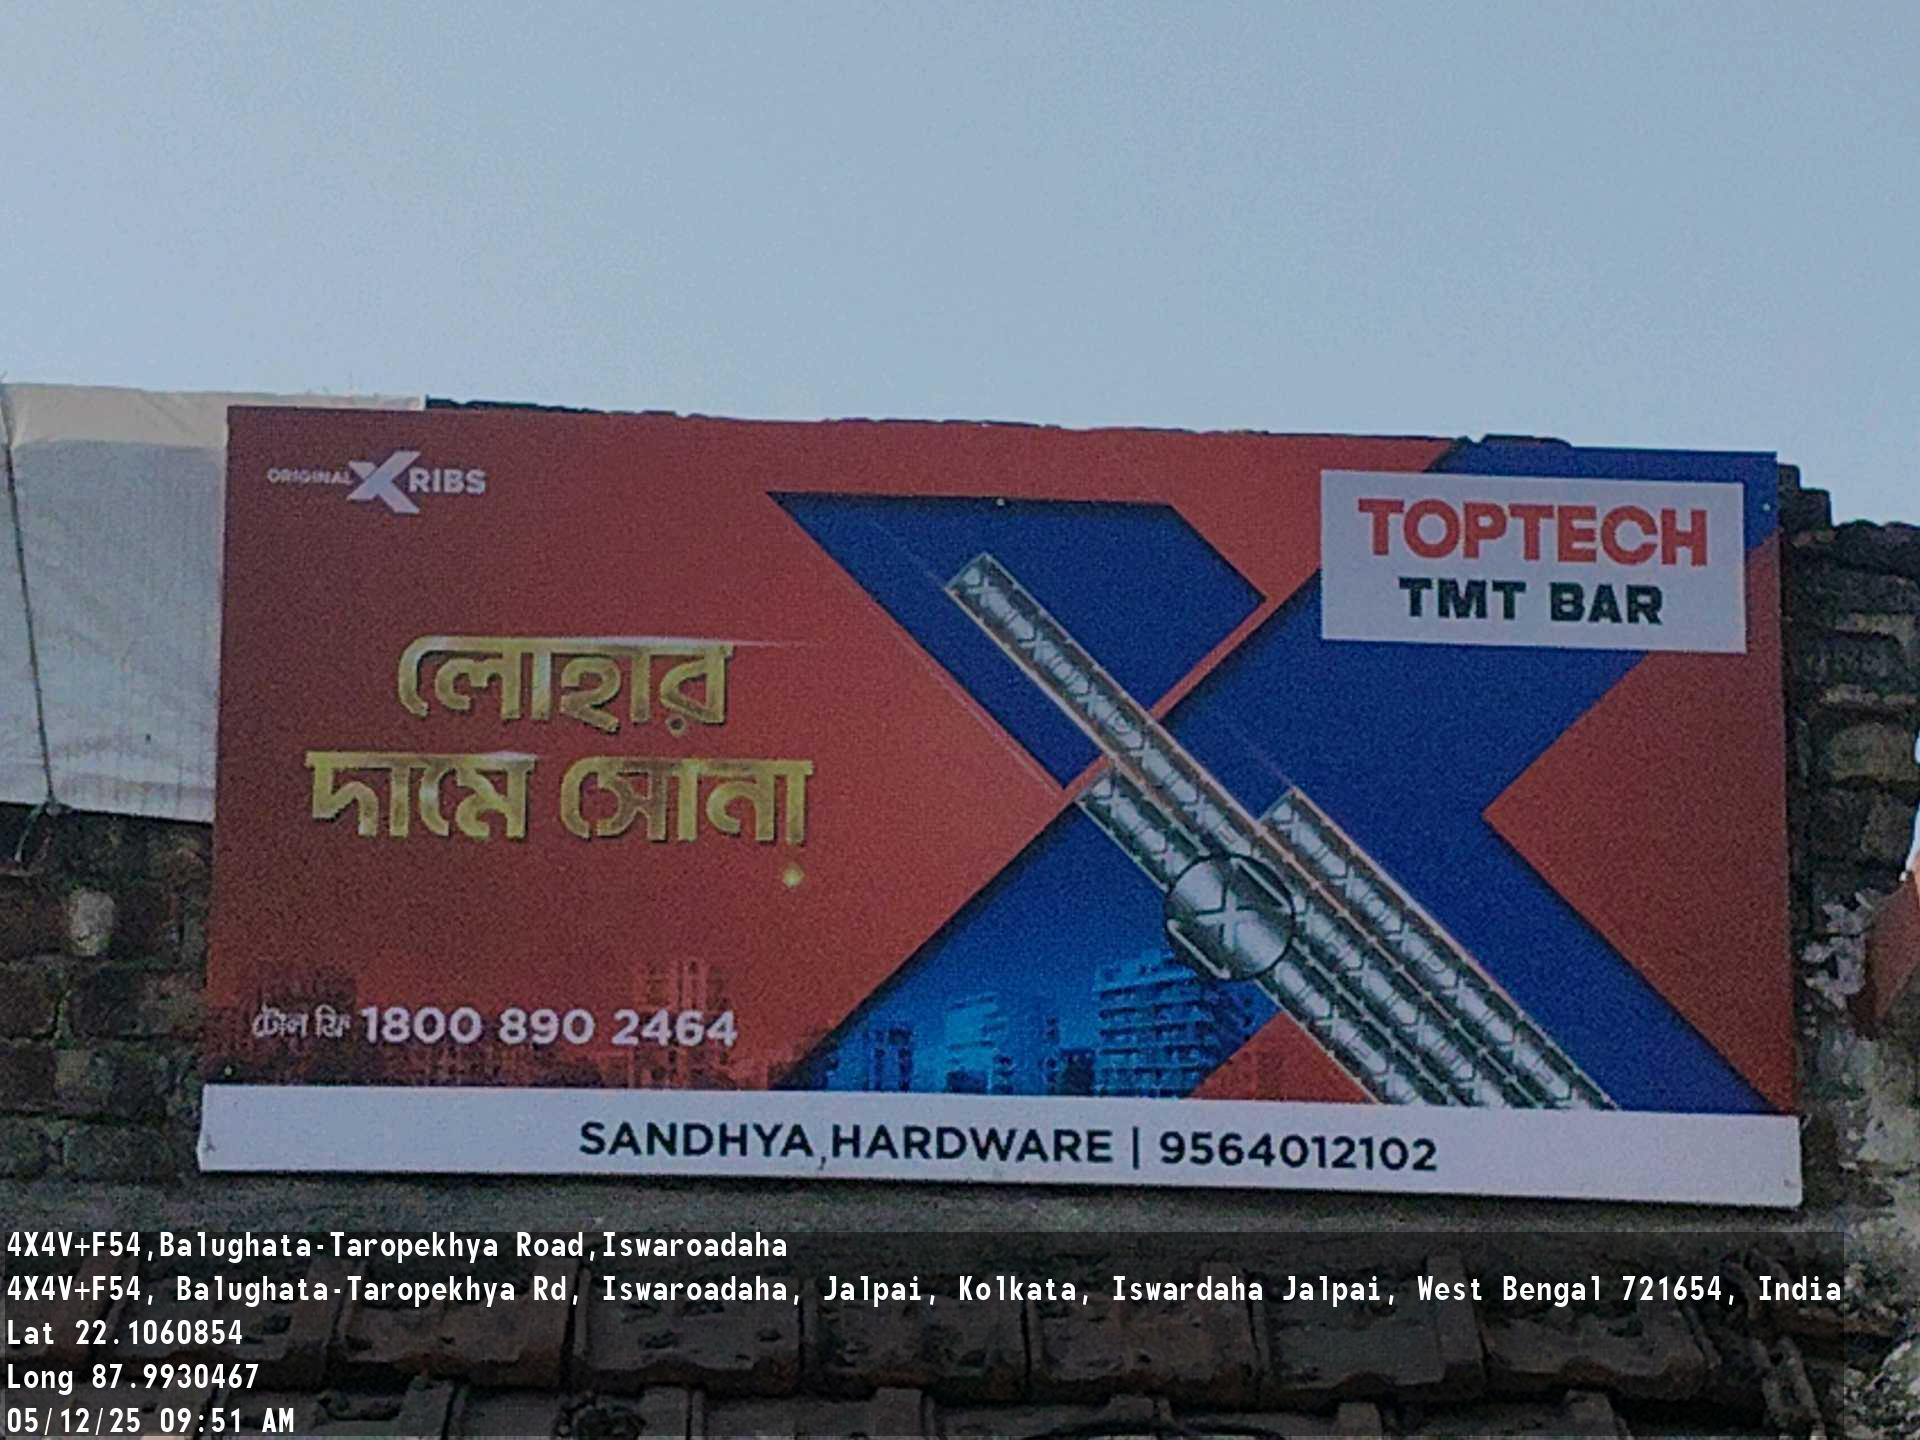 ORIGINAL X RIBS
TOPTECH
TMT BAR
লোহার
দামে সোনা
টোল ফ্রি 1800 890 2464
SANDHYA HARDWARE | 9564012102
4X4V+F54,Balughata-Taropekhya Road,Iswaroadaha
4X4V+F54, Balughata-Taropekhya Rd, Iswaroadaha, Jalpai, Kolkata, Iswardaha Jalpai, West Bengal 721654, India
Lat 22.1060854
Long 87.9930467
05/12/25 09:51 AM